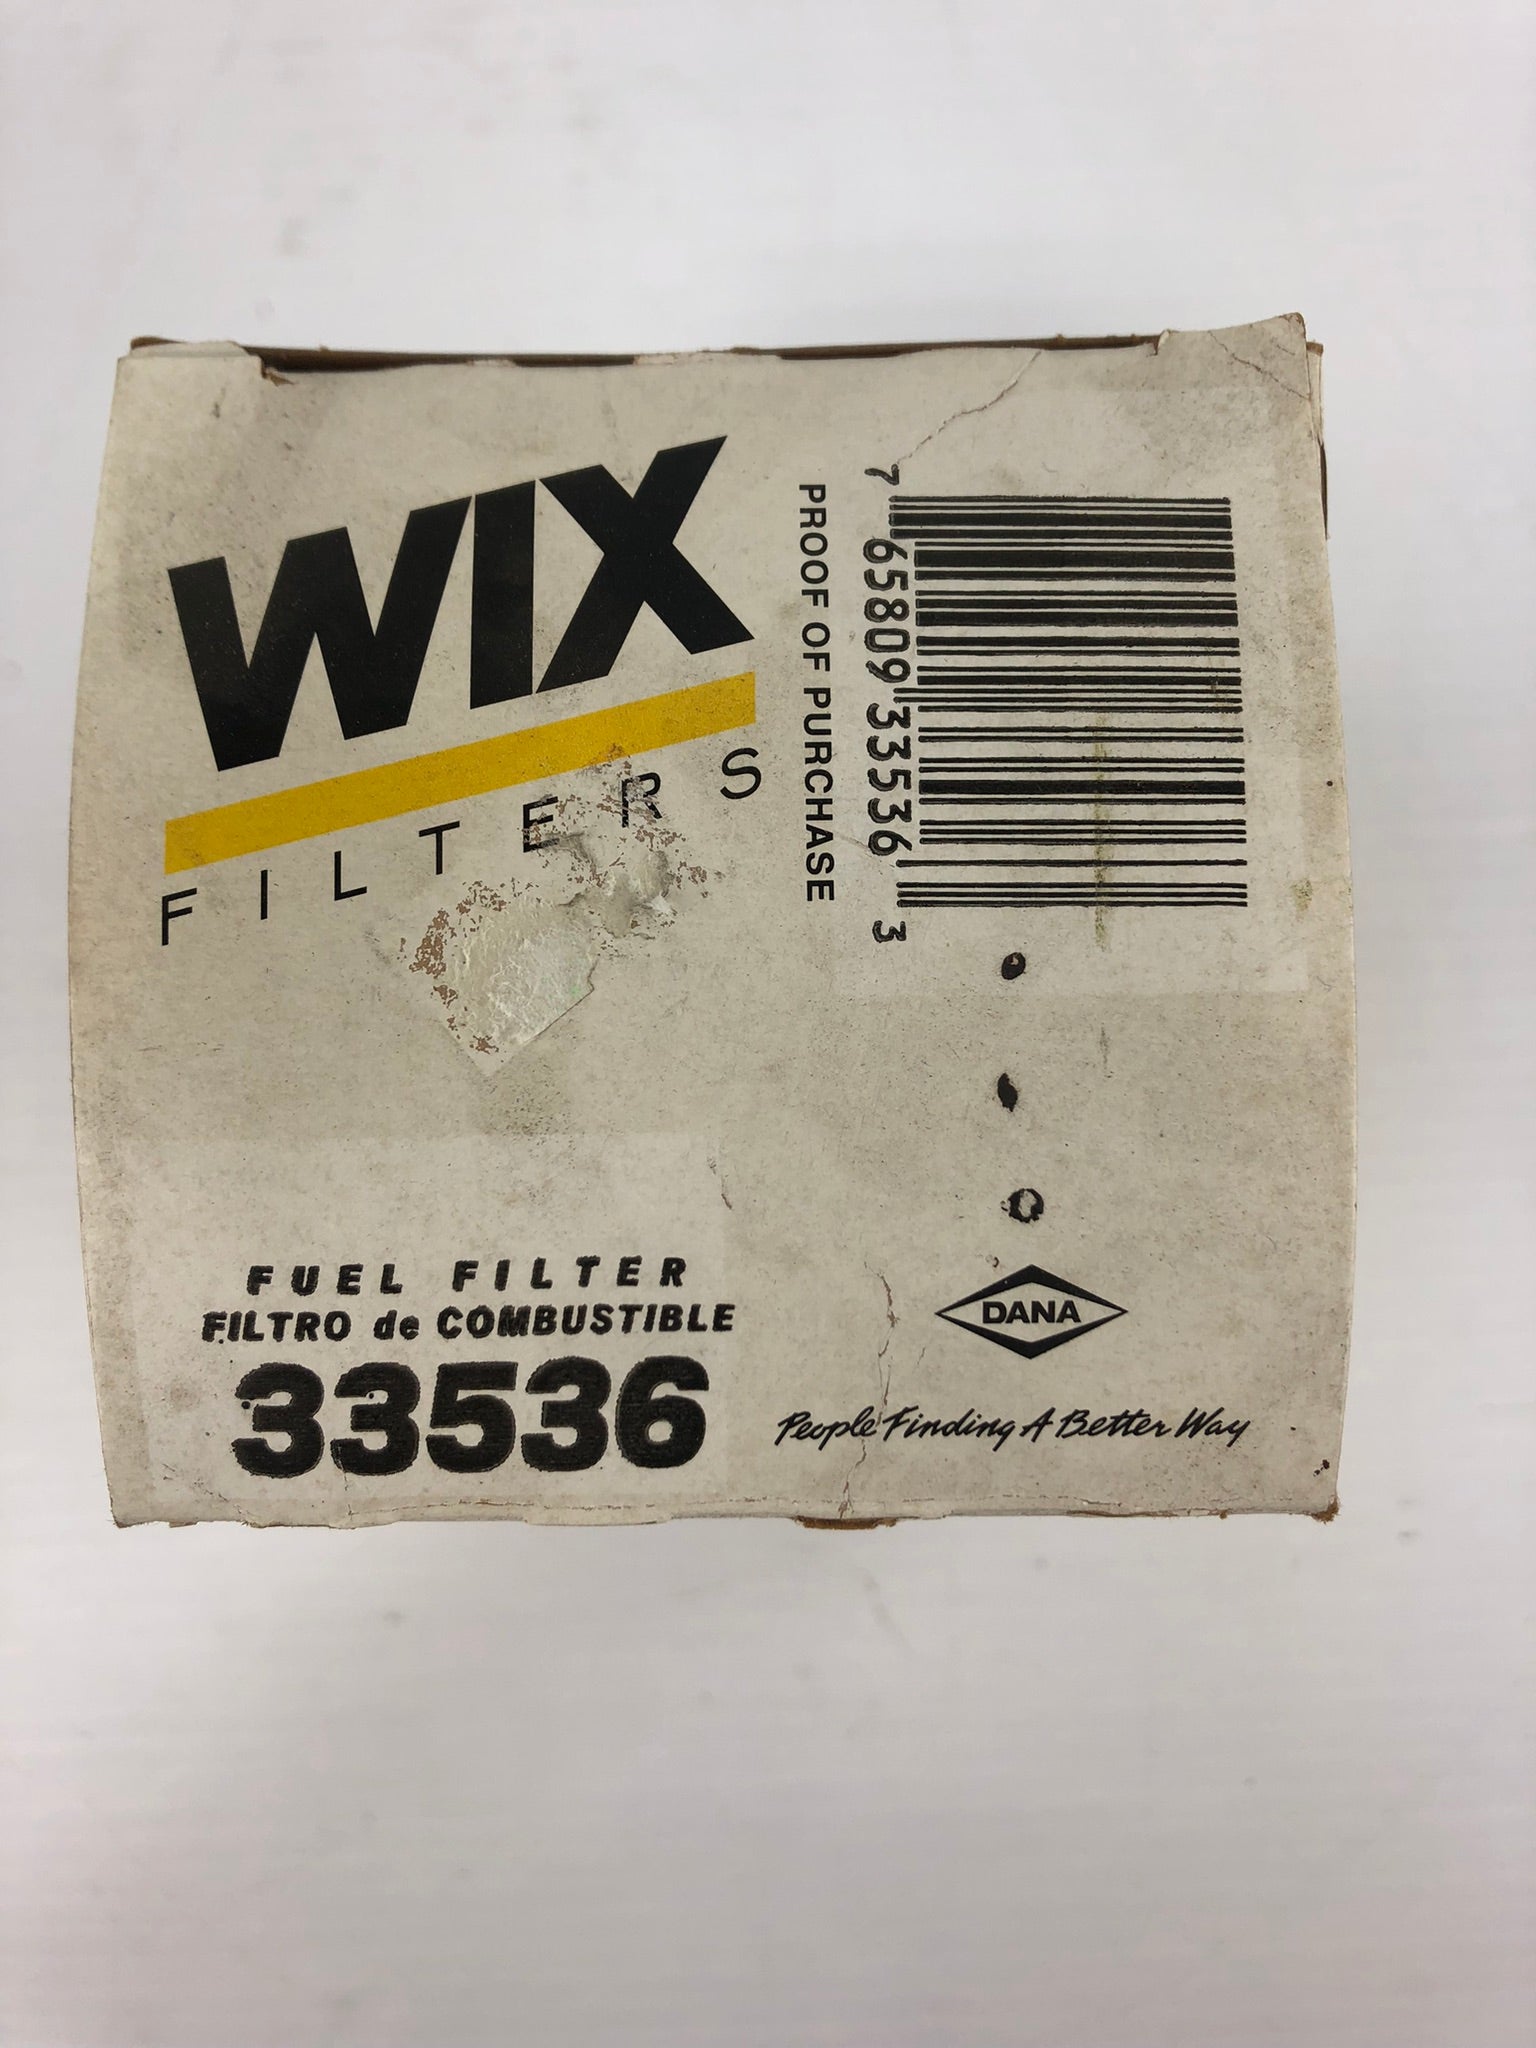 WIX
FILTERS
PROOF OF PURCHASE
7 65809 33536 3
FUEL FILTER
FILTRO de COMBUSTIBLE
33536
DANA
People Finding A Better Way